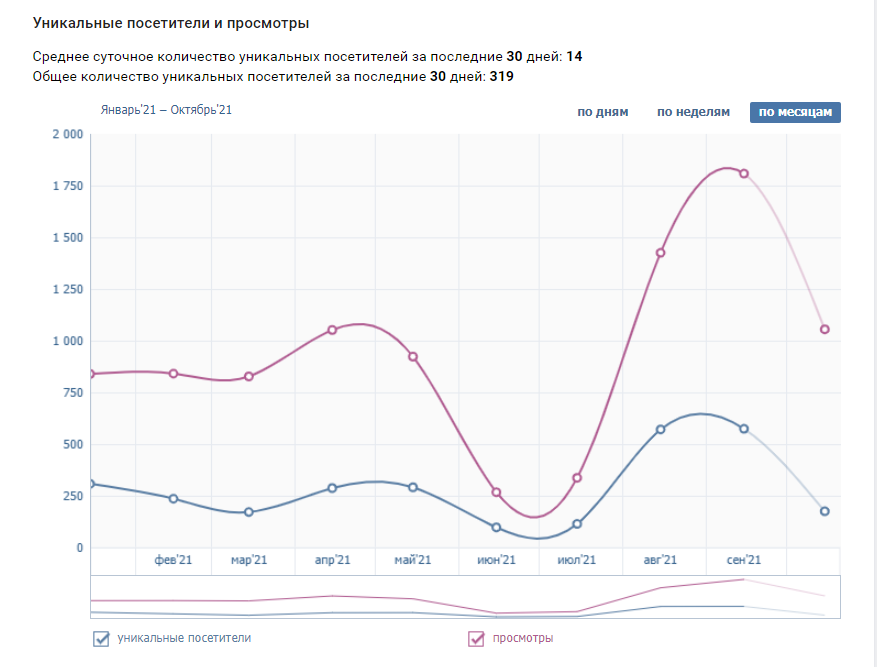 Уникальные посетители и просмотры
Среднее суточное количество уникальных посетителей за последние 30 дней: 14
Общее количество уникальных посетителей за последние 30 дней: 319
Январь'21 – Октябрь'21 по дням по неделям по месяцам
2 000
1 750
1 500
1 250
1 000
750
500
250
0
фев'21 мар'21 апр'21 май'21 июн'21 июл'21 авг'21 сен'21
уникальные посетители просмотры